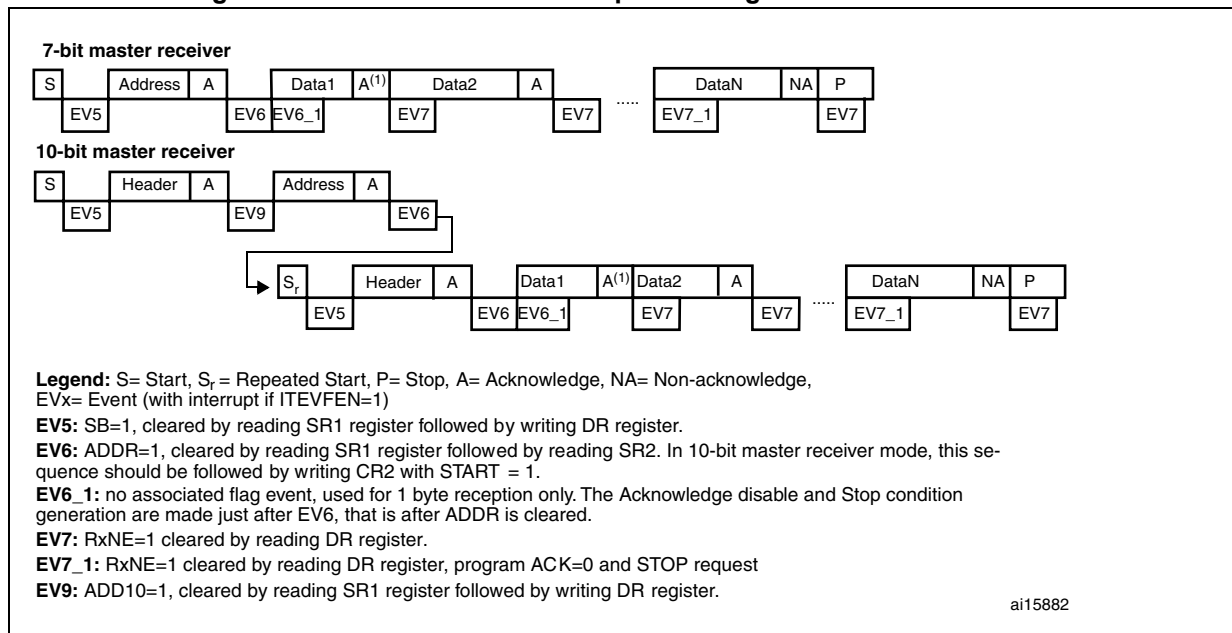 7-bit master receiver
S Address A Data1 A(1) Data2 A ..... DataN NA P
EV5 EV6 EV6_1 EV7 EV7 EV7_1 EV7
10-bit master receiver
S Header A Address A
EV5 EV9 EV6
Sr Header A Data1 A(1) Data2 A ..... DataN NA P
EV5 EV6 EV6_1 EV7 EV7 EV7_1 EV7
Legend: S= Start, Sr = Repeated Start, P= Stop, A= Acknowledge, NA= Non-acknowledge,
EVx= Event (with interrupt if ITEVFEN=1)
EV5: SB=1, cleared by reading SR1 register followed by writing DR register.
EV6: ADDR=1, cleared by reading SR1 register followed by reading SR2. In 10-bit master receiver mode, this se-
quence should be followed by writing CR2 with START = 1.
EV6_1: no associated flag event, used for 1 byte reception only. The Acknowledge disable and Stop condition
generation are made just after EV6, that is after ADDR is cleared.
EV7: RxNE=1 cleared by reading DR register.
EV7_1: RxNE=1 cleared by reading DR register, program ACK=0 and STOP request
EV9: ADD10=1, cleared by reading SR1 register followed by writing DR register.
ai15882